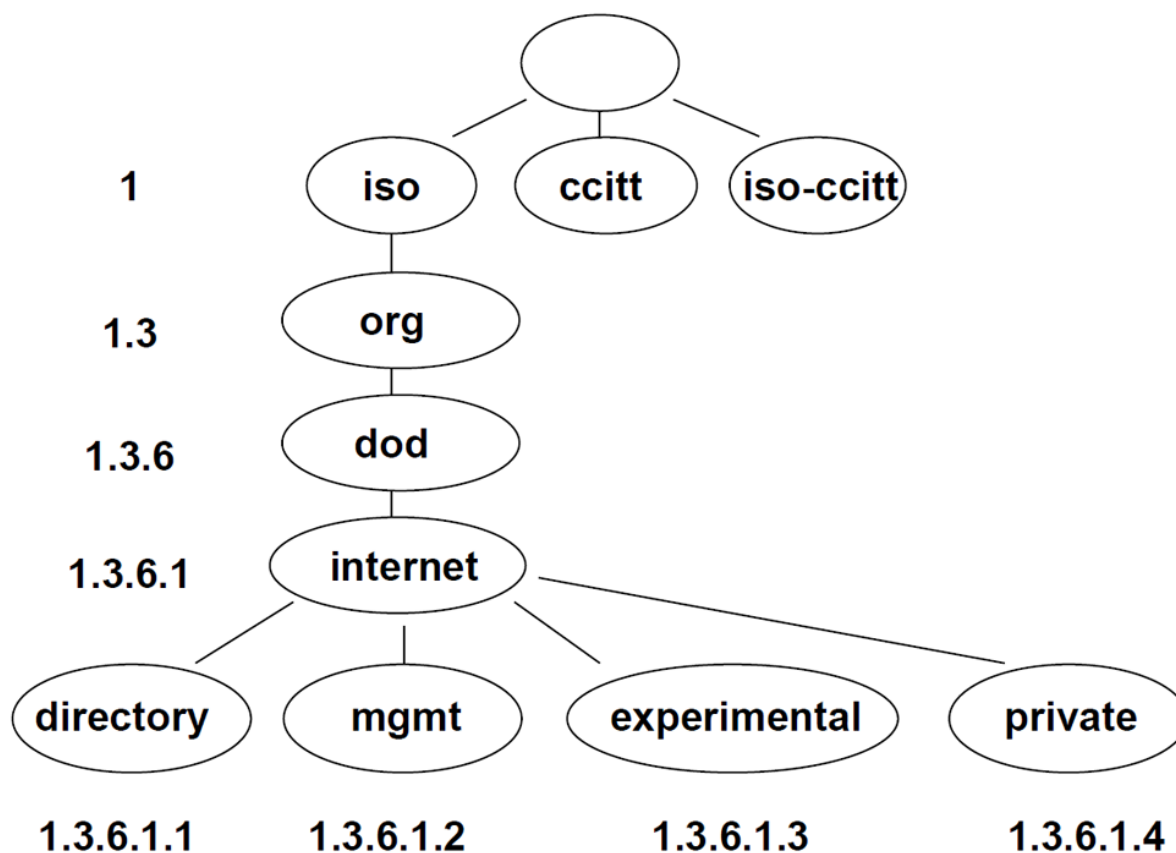 1 iso ccitt iso-ccitt
1.3 org
1.3.6 dod
1.3.6.1 internet
directory mgmt experimental private
1.3.6.1.1 1.3.6.1.2 1.3.6.1.3 1.3.6.1.4